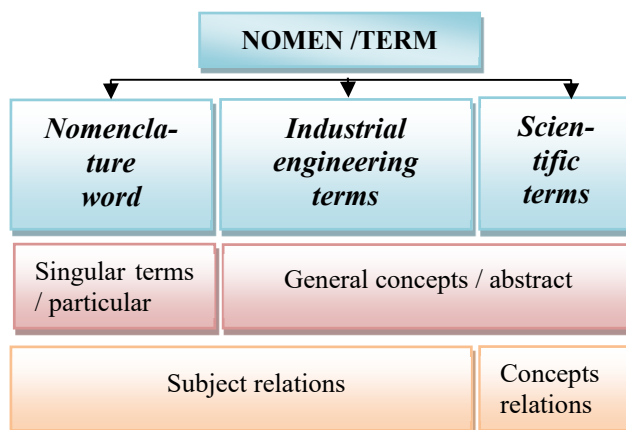 NOMEN /TERM
Nomencla-
ture
word
Industrial
engineering
terms
Scien-
tific
terms
Singular terms
/ particular
General concepts / abstract
Subject relations
Concepts
relations